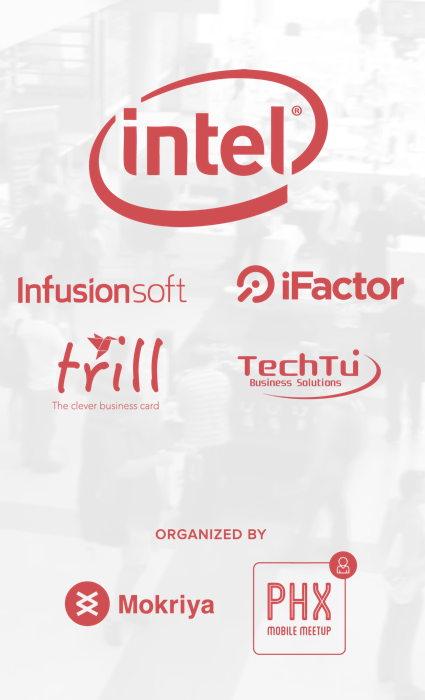 intel®
Infusionsoft
iFactor
trill
The clever business card
TechTu
Business Solutions
ORGANIZED BY
Mokriya
PHX
MOBILE MEETUP